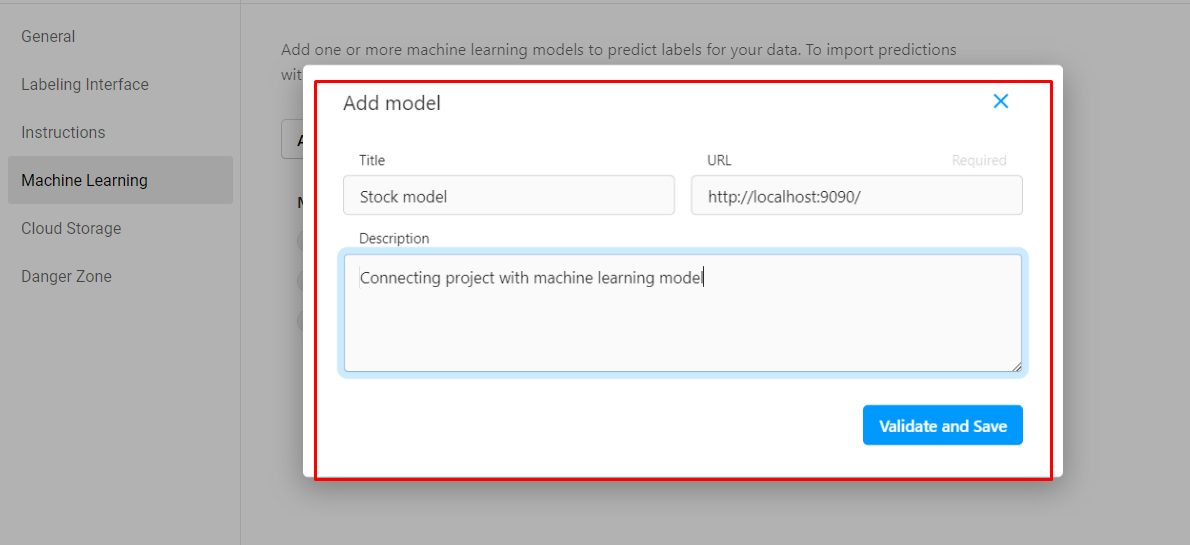 General
Labeling Interface
Instructions
Machine Learning
Cloud Storage
Danger Zone
Add one or more machine learning models to predict labels for your data. To import predictions
Add model
Title
URL
Required
Stock model
http://localhost:9090/
Description
Connecting project with machine learning model
Validate and Save